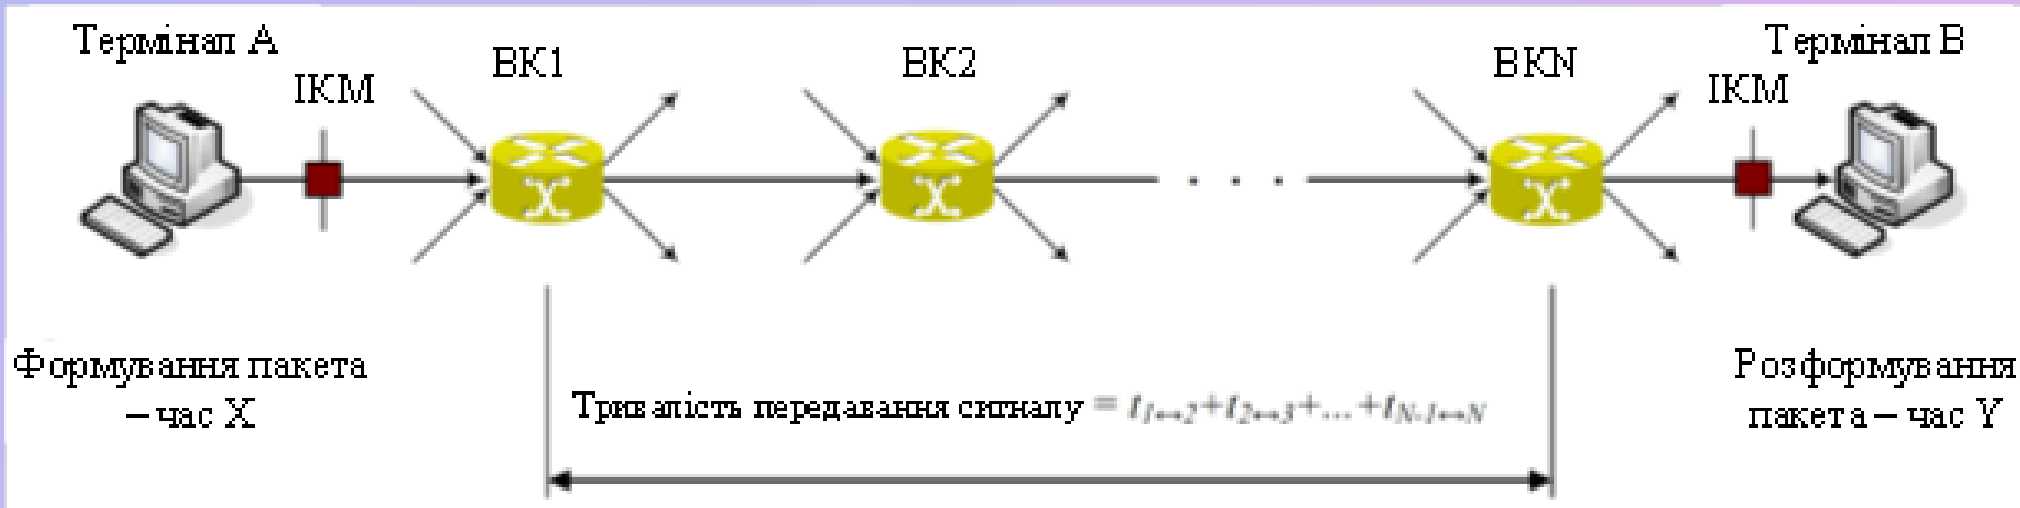 Термінал А
ІКМ
ВК1
ВК2
ВКN
ІКМ
Термінал В
Формування пакета
– час X
Тривалість передавання сигналу = t1↔2+t2↔3+...+tN-1↔N
Розформування
пакета – час Y